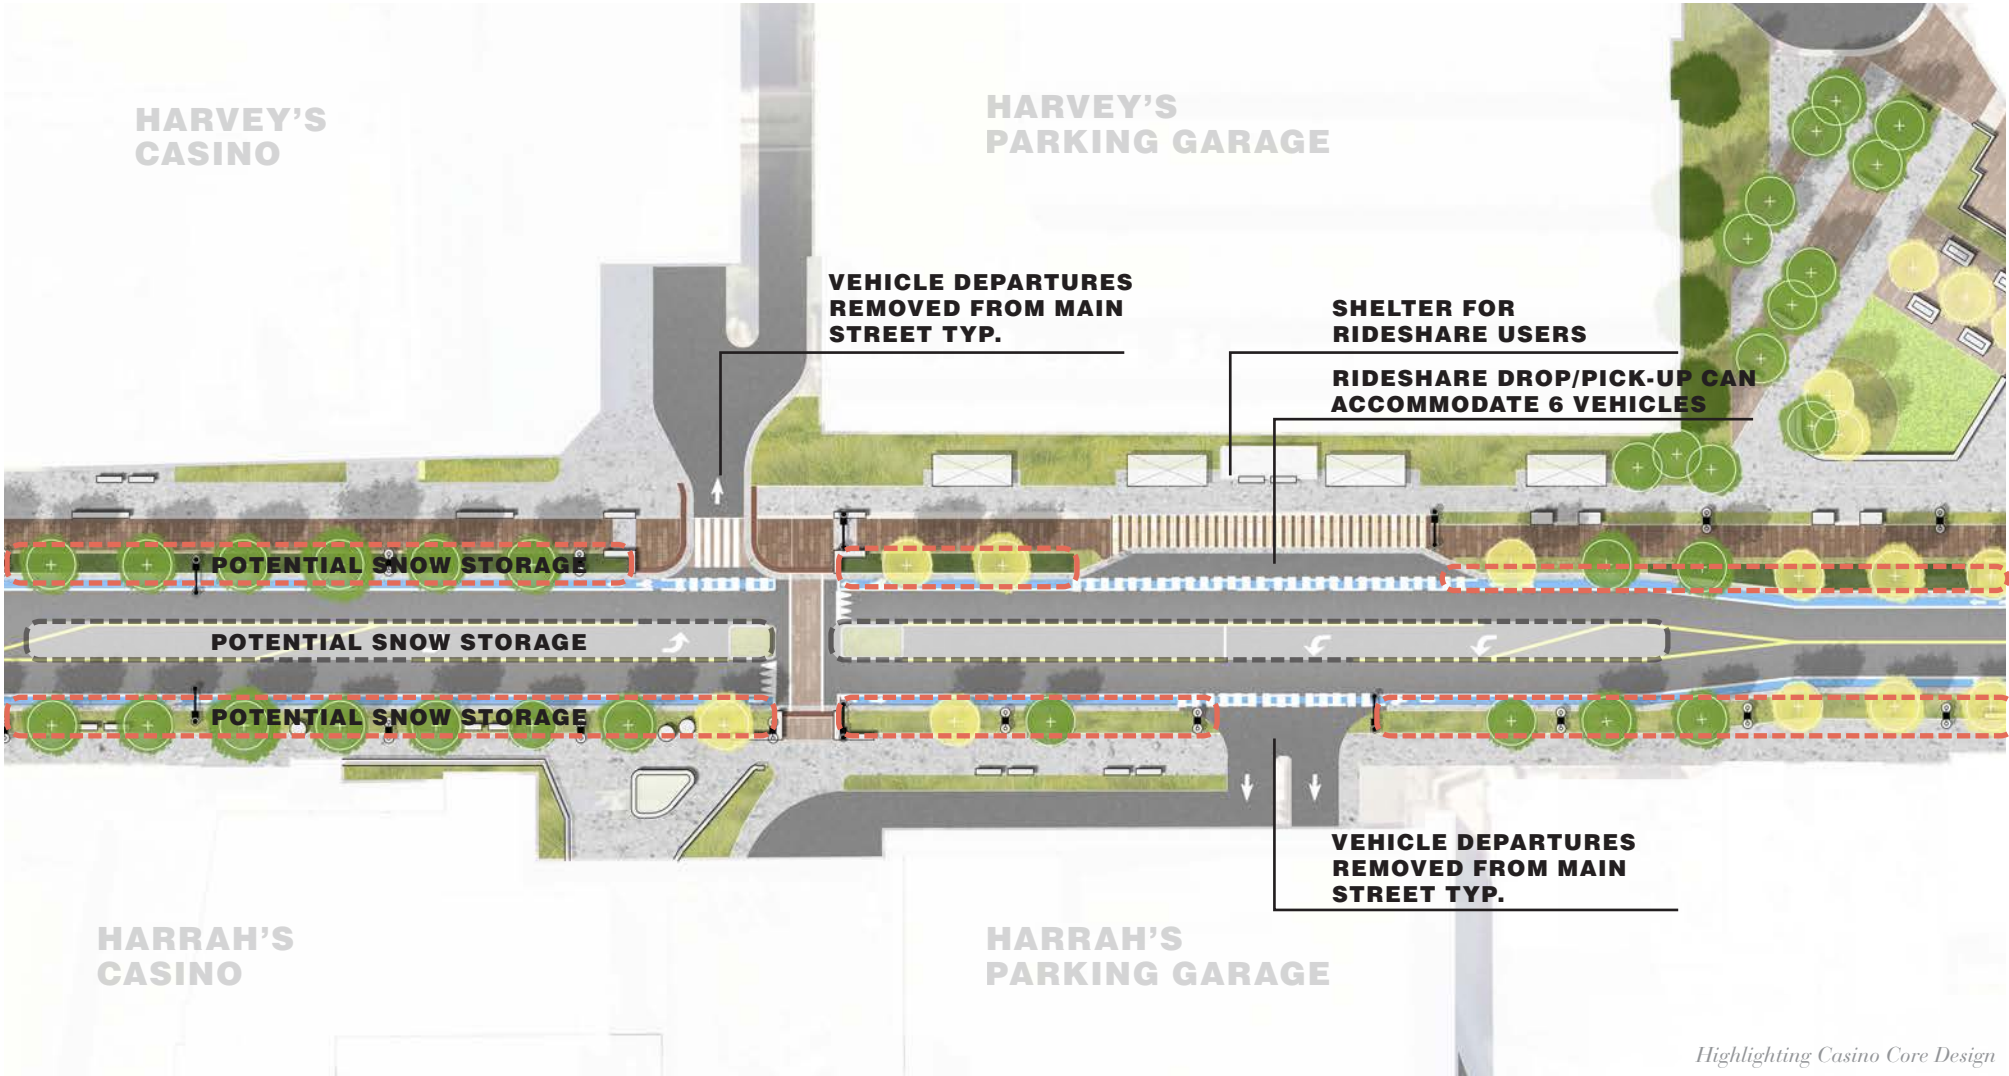 HARVEY'S
CASINO
HARVEY'S
PARKING GARAGE
VEHICLE DEPARTURES
REMOVED FROM MAIN
STREET TYP.
SHELTER FOR
RIDESHARE USERS
RIDESHARE DROP/PICK-UP CAN
ACCOMMODATE 6 VEHICLES
POTENTIAL SNOW STORAGE
POTENTIAL SNOW STORAGE
POTENTIAL SNOW STORAGE
VEHICLE DEPARTURES
REMOVED FROM MAIN
STREET TYP.
HARRAH'S
CASINO
HARRAH'S
PARKING GARAGE
Highlighting Casino Core Design